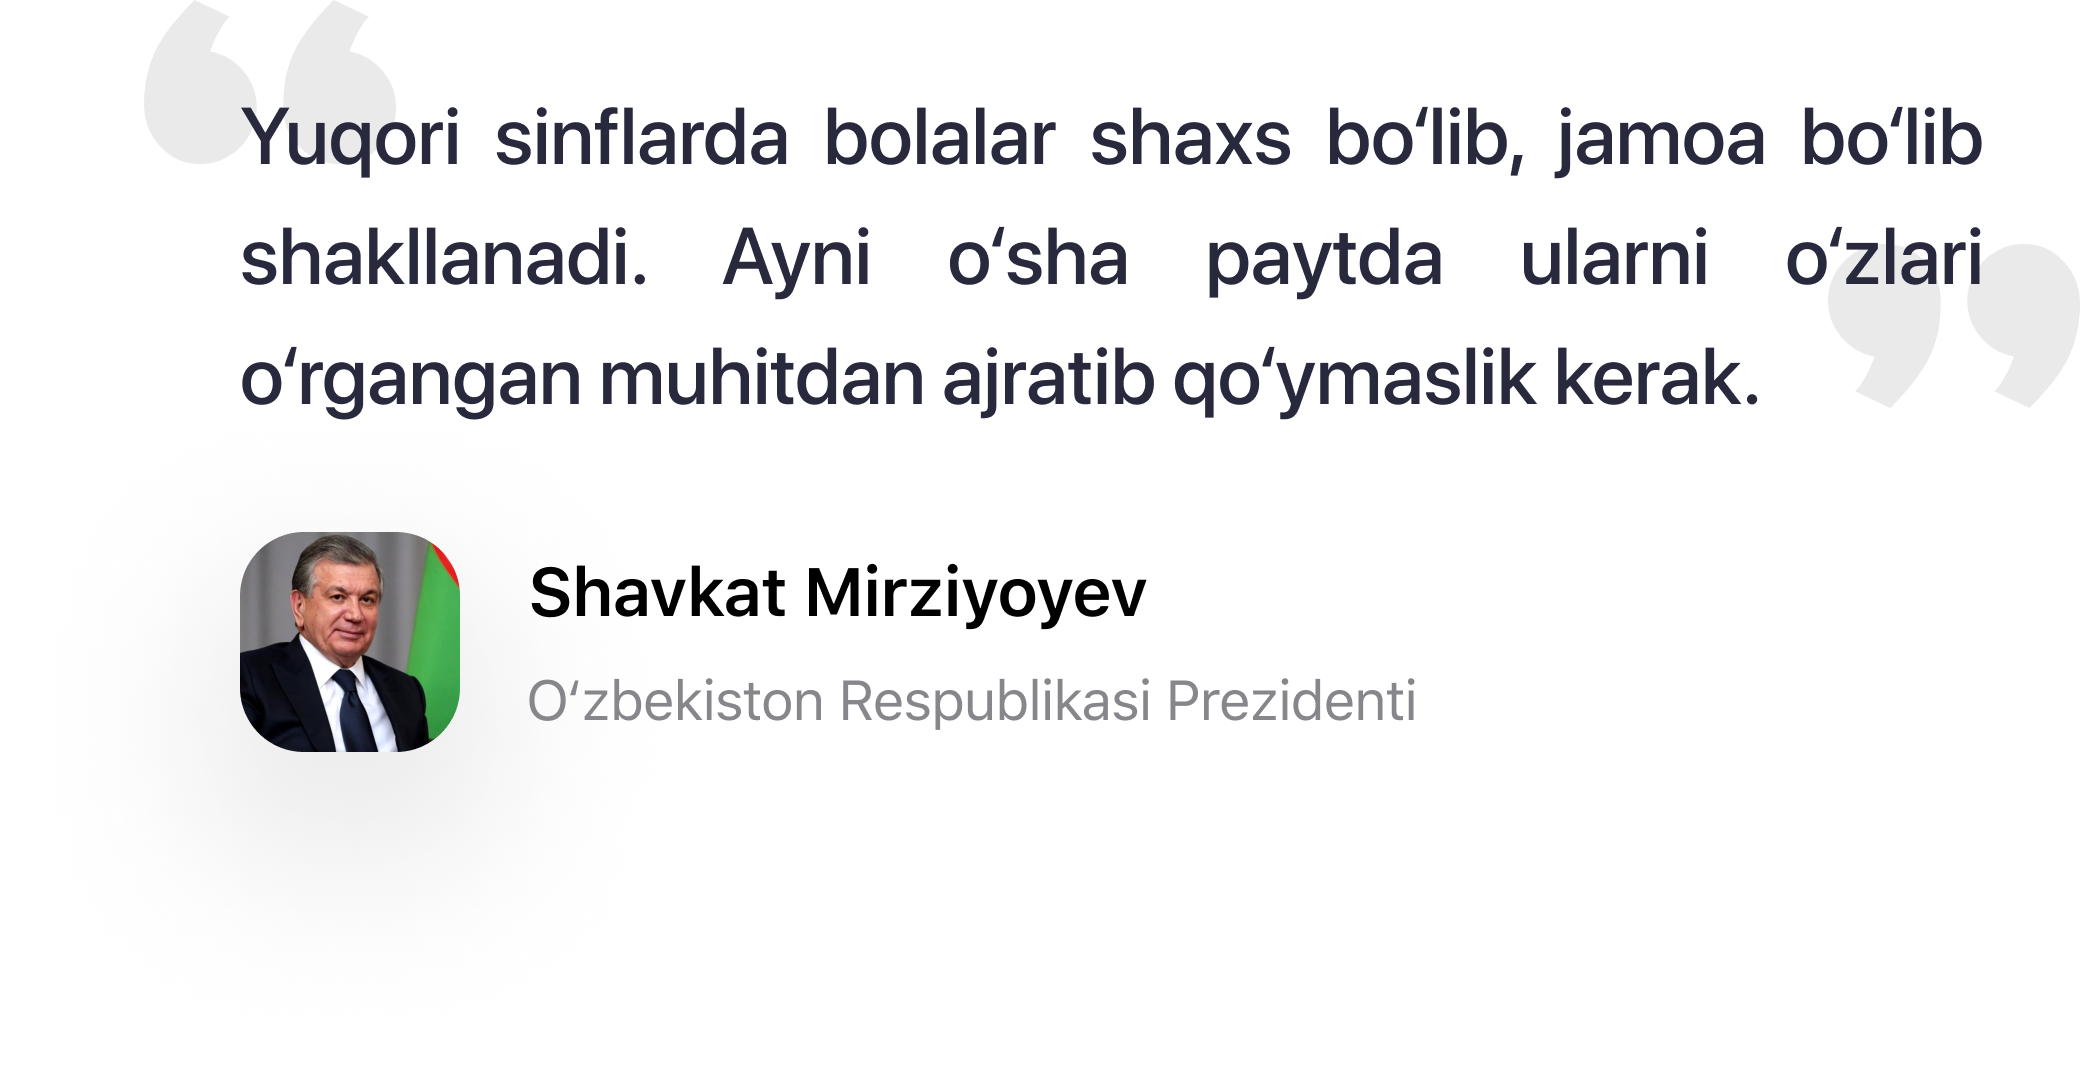 Yuqori sinflarda bolalar shaxs bo‘lib, jamoa bo‘lib
shakllanadi. Ayni o‘sha paytda ularni o‘zlari
o‘rgangan muhitdan ajratib qo‘ymaslik kerak.
Shavkat Mirziyoyev
O‘zbekiston Respublikasi Prezidenti